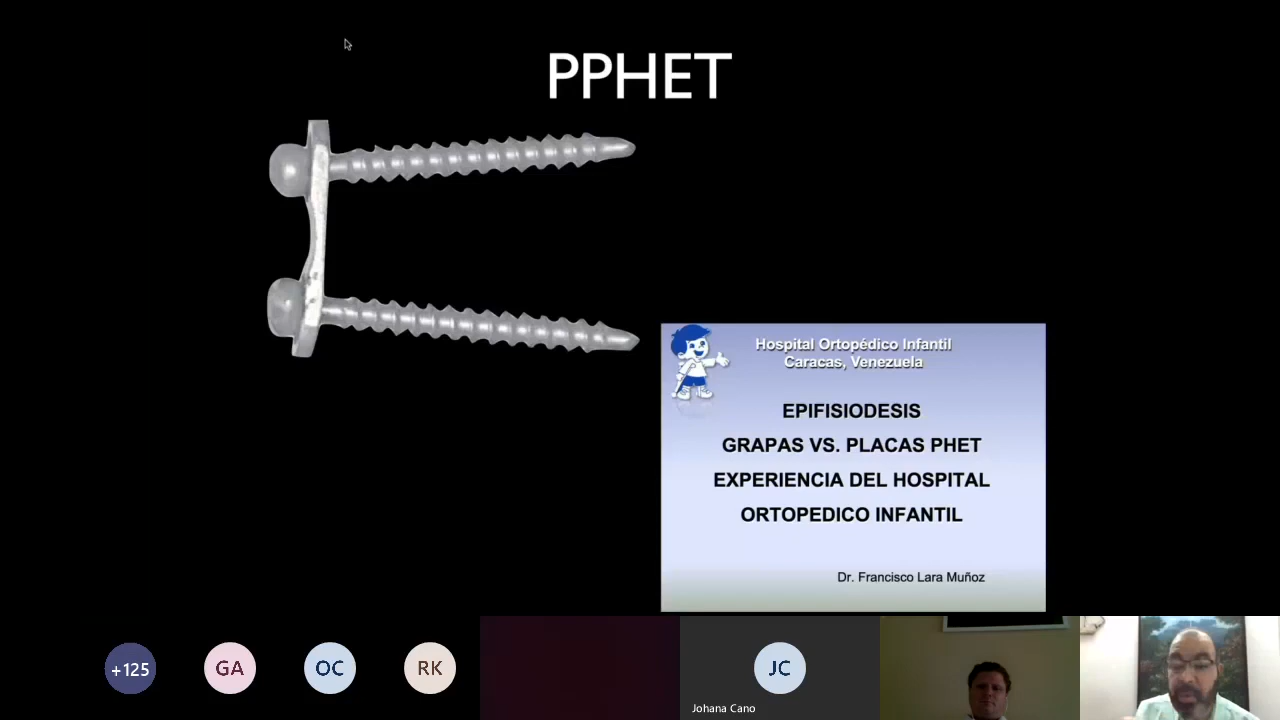 PPHET
Hospital Ortopédico Infantil
Caracas, Venezuela
EPIFISIODESIS
GRAPAS VS. PLACAS PHET
EXPERIENCIA DEL HOSPITAL
ORTOPEDICO INFANTIL
Dr. Francisco Lara Muñoz
+125
GA
OC
RK
JC
Johana Cano